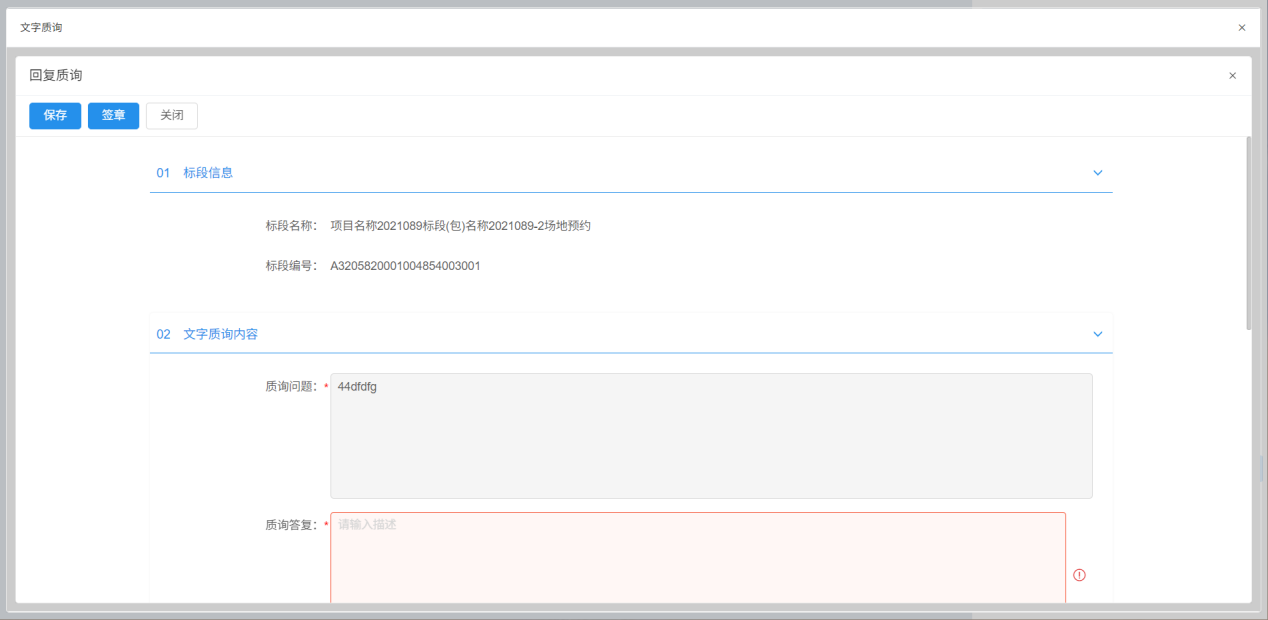 文字质询
回复质询
保存 签章 关闭
01 标段信息
标段名称： 项目名称2021089标段(包)名称2021089-2场地预约
标段编号： A3205820001004854003001
02 文字质询内容
质询问题：* 44dfdfg
质询答复：* 请输入描述